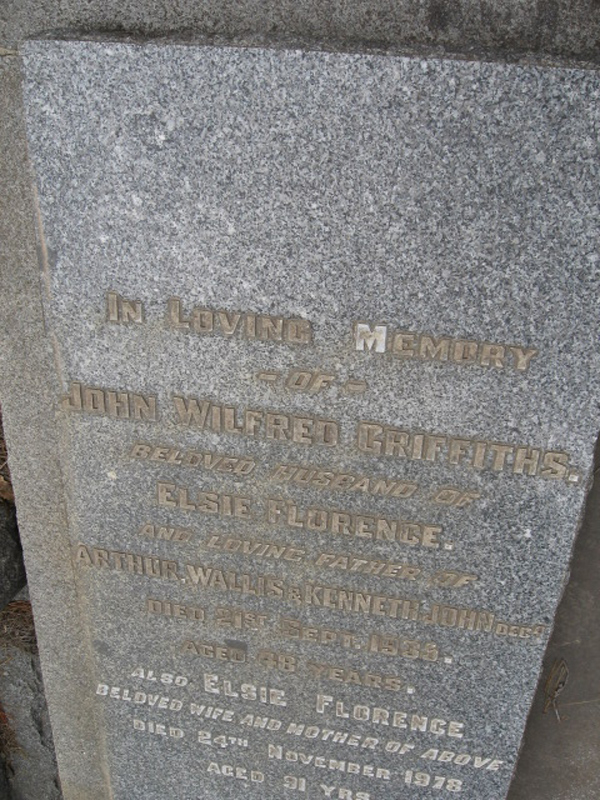 IN LOVING MEMORY
- OF -
JOHN WILFRED GRIFFITHS.
BELOVED HUSBAND OF
ELSIE FLORENCE.
AND LOVING FATHER OF
ARTHUR, WALLIS & KENNETH JOHN DECD
DIED 21ST SEPT. 
AGED 48 YEARS.
ALSO ELSIE FLORENCE
BELOVED WIFE AND MOTHER OF ABOVE
DIED 24TH NOVEMBER 1978
AGED 91 YRS